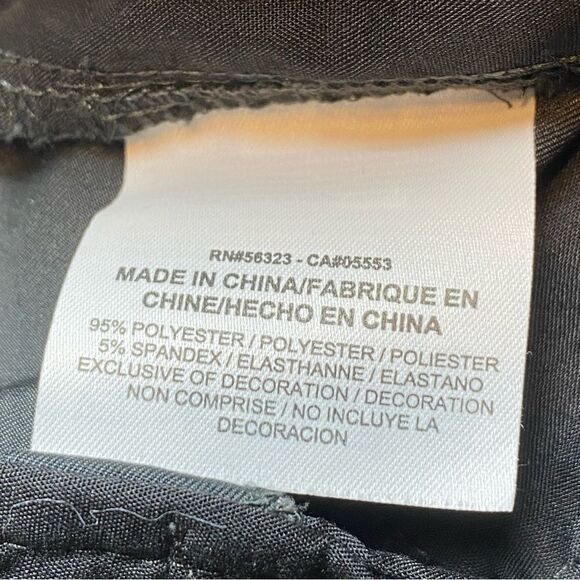 RN#56323 - CA#05553
MADE IN CHINA/FABRIQUE EN
CHINE/HECHO EN CHINA
95% POLYESTER / POLYESTER / POLIESTER
5% SPANDEX / ELASTHANNE / ELASTANO
EXCLUSIVE OF DECORATION / DECORATION
NON COMPRISE / NO INCLUYE LA
DECORACION